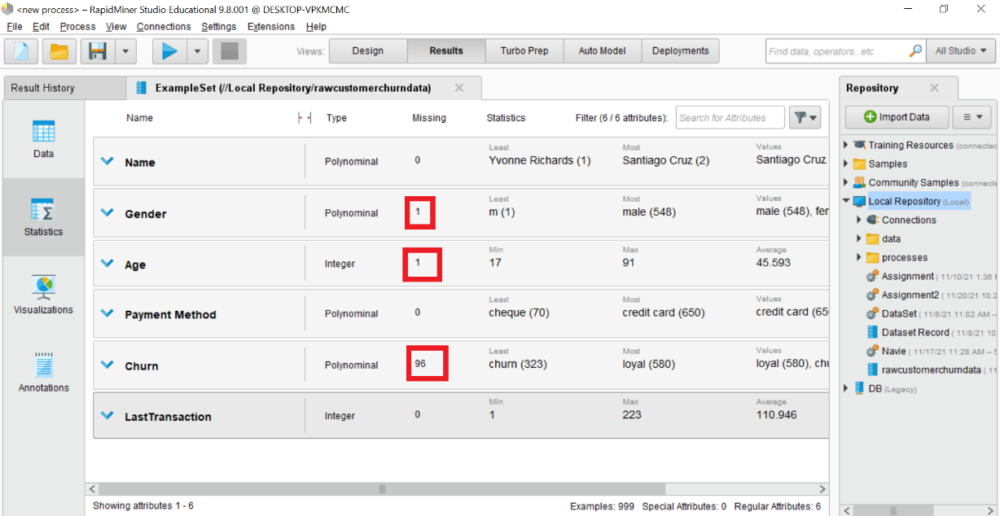 <new process> – RapidMiner Studio Educational 9.8.001 @ DESKTOP-VPKMCMC
File Edit Process View Connections Settings Extensions Help
Views: Design Results Turbo Prep Auto Model Deployments Find data, operators...etc All Studio
Result History
ExampleSet (//Local Repository/rawcustomerchurndata)
Data
Statistics
Visualizations
Annotations
Name Type Missing Statistics Filter (6 / 6 attributes): Search for Attributes
Least Most Values
Name Polynominal 0 Yvonne Richards (1) Santiago Cruz (2) Santiago Cruz
Least Most Values
Gender Polynominal 1 m (1) male (548) male (548), fer
Min Max Average
Age Integer 1 17 91 45.593
Least Most Values
Payment Method Polynominal 0 cheque (70) credit card (650) credit card (65
Least Most Values
Churn Polynominal 96 churn (323) loyal (580) loyal (580), chu
Min Max Average
LastTransaction Integer 0 1 223 110.946
Showing attributes 1 - 6
Examples: 999 Special Attributes: 0 Regular Attributes: 6
Repository
Import Data
Training Resources (connected
Samples
Community Samples (connecte
Local Repository (Local)
Connections
data
processes
Assignment ( 11/10/21 1:36
Assignment2 ( 11/20/21 10:2
DataSet ( 11/8/21 11:02 AM –
Dataset Record ( 11/8/21 10
Navie ( 11/17/21 11:28 AM –
rawcustomerchurndata ( 11
DB (Legacy)